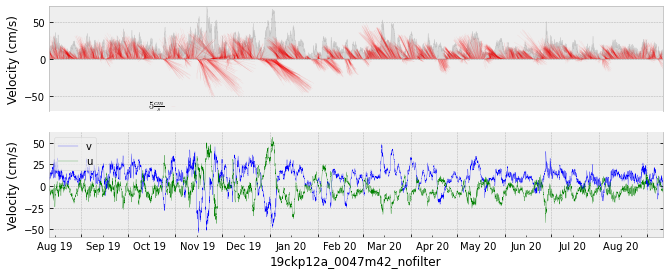 Velocity (cm/s)
50
0
−50
5 cm/s
Velocity (cm/s)
50
25
0
−25
−50
v
u
Aug 19 Sep 19 Oct 19 Nov 19 Dec 19 Jan 20 Feb 20 Mar 20 Apr 20 May 20 Jun 20 Jul 20 Aug 20
19ckp12a_0047m42_nofilter